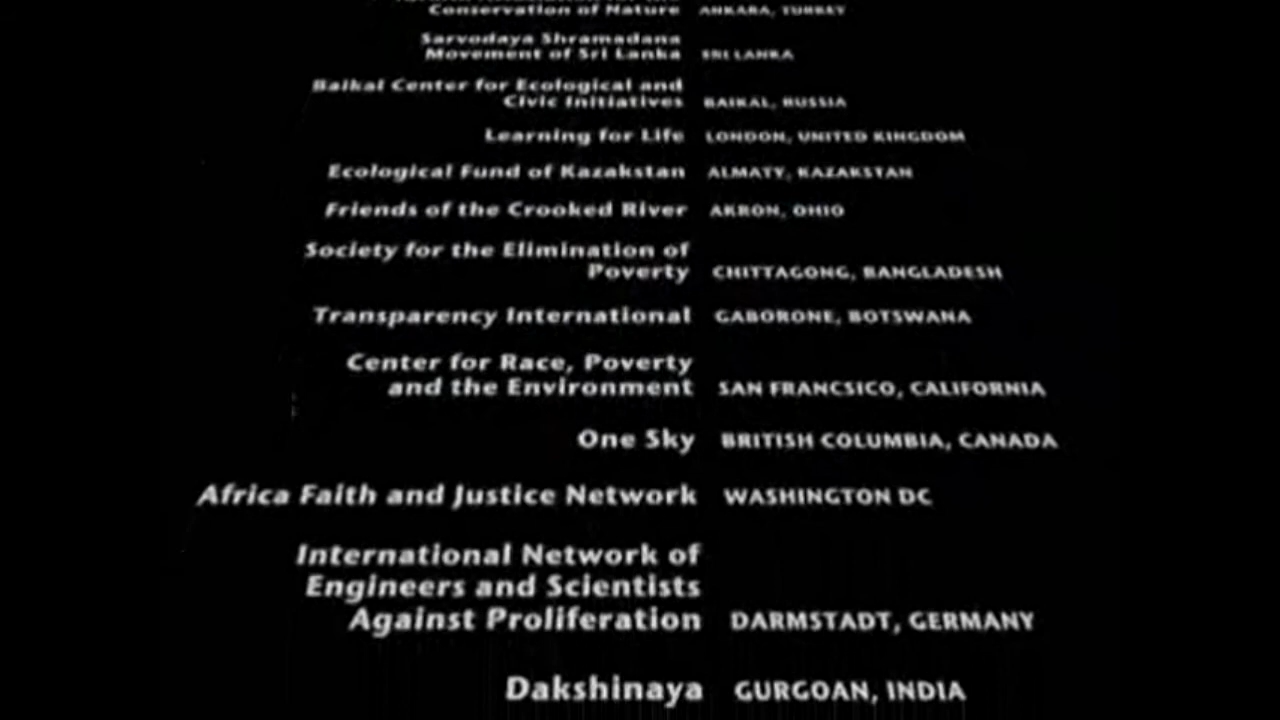 Conservation of Nature ANKARA, TURKEY
Sarvodaya Shramadana
Movement of Sri Lanka SRI LANKA
Baikal Center for Ecological and
Civic Initiatives BAIKAL, RUSSIA
Learning for Life LONDON, UNITED KINGDOM
Ecological Fund of Kazakstan ALMATY, KAZAKSTAN
Friends of the Crooked River AKRON, OHIO
Society for the Elimination of
Poverty CHITTAGONG, BANGLADESH
Transparency International GABORONE, BOTSWANA
Center for Race, Poverty
and the Environment SAN FRANCSICO, CALIFORNIA
One Sky BRITISH COLUMBIA, CANADA
Africa Faith and Justice Network WASHINGTON DC
International Network of
Engineers and Scientists
Against Proliferation DARMSTADT, GERMANY
Dakshinaya GURGOAN, INDIA